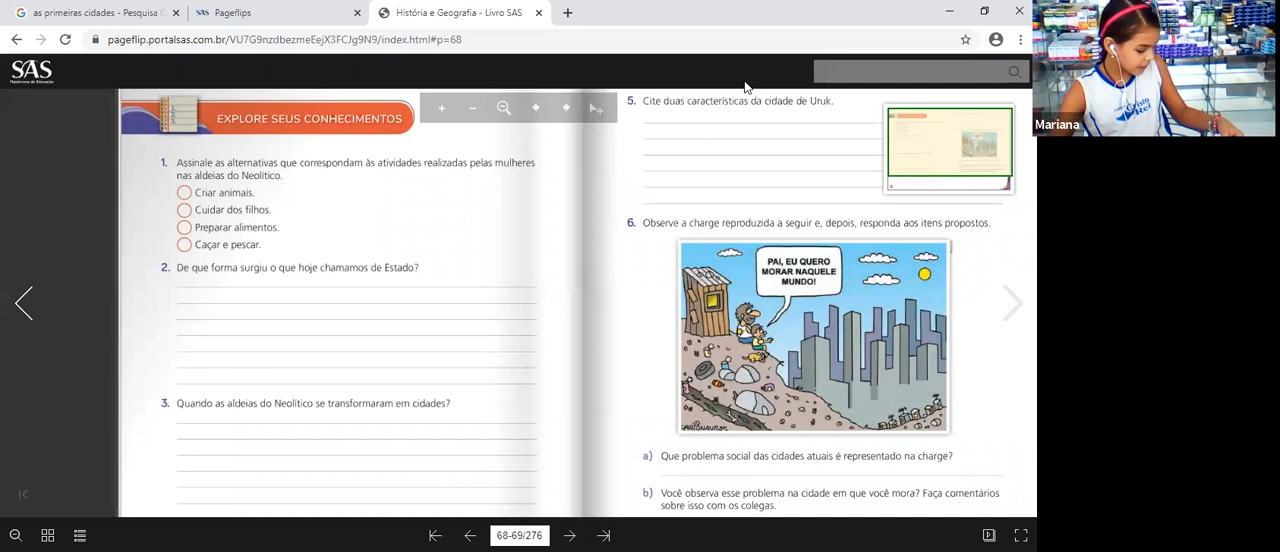 as primeiras cidades - Pesquisa G
SAS Pageflips
História e Geografia - Livro SAS
pageflip.portalsas.com.br/VU7G9nzdbezmeEejX3FCJg9N9/index.html#p=68
SAS
Plataforma de Educação
EXPLORE SEUS CONHECIMENTOS
1. Assinale as alternativas que correspondam às atividades realizadas pelas mulheres
nas aldeias do Neolítico.
Criar animais.
Cuidar dos filhos.
Preparar alimentos.
Caçar e pescar.
2. De que forma surgiu o que hoje chamamos de Estado?
3. Quando as aldeias do Neolítico se transformaram em cidades?
5. Cite duas características da cidade de Uruk.
6. Observe a charge reproduzida a seguir e, depois, responda aos itens propostos.
PAI, EU QUERO
MORAR NAQUELE
MUNDO!
a) Que problema social das cidades atuais é representado na charge?
b) Você observa esse problema na cidade em que você mora? Faça comentários
sobre isso com os colegas.
68-69/276
Mariana